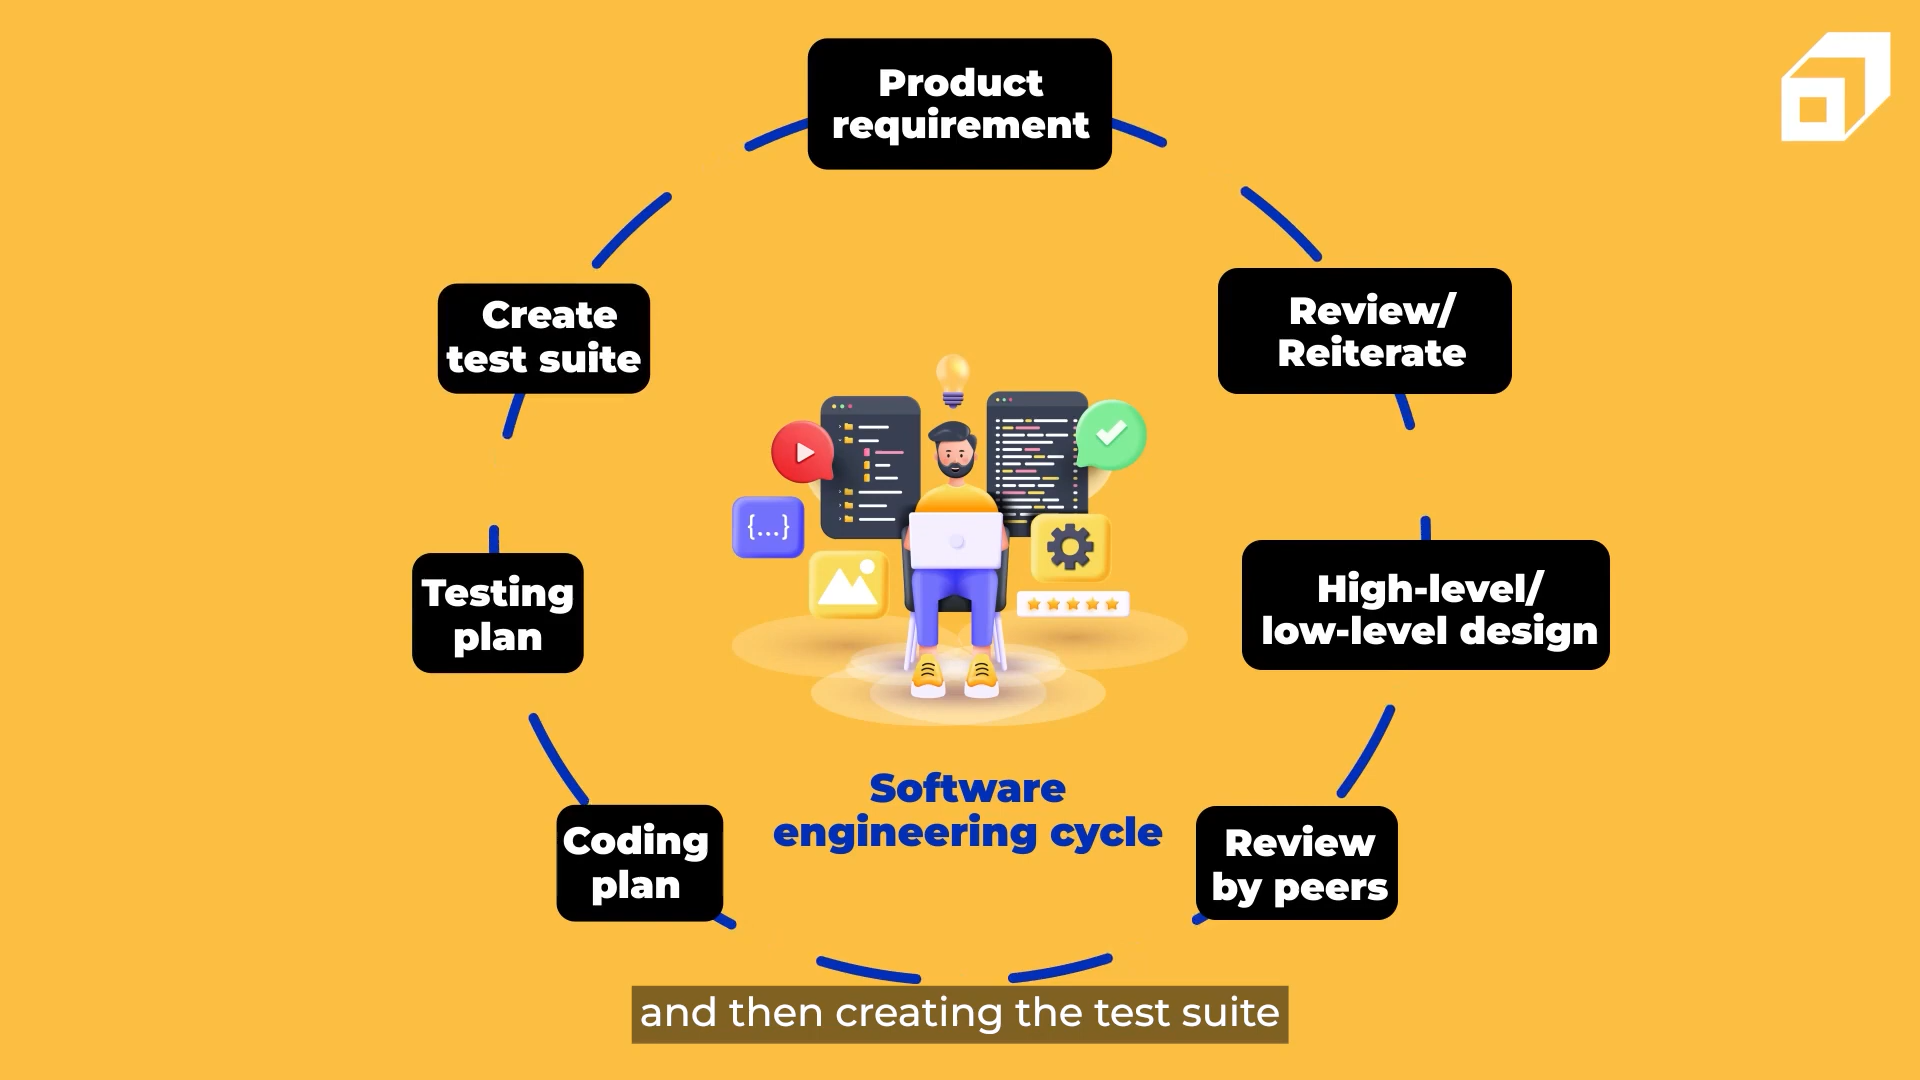 Product
requirement
Review/
Reiterate
High-level/
low-level design
Review
by peers
Coding
plan
Testing
plan
Create
test suite
{...}
Software
engineering cycle
and then creating the test suite